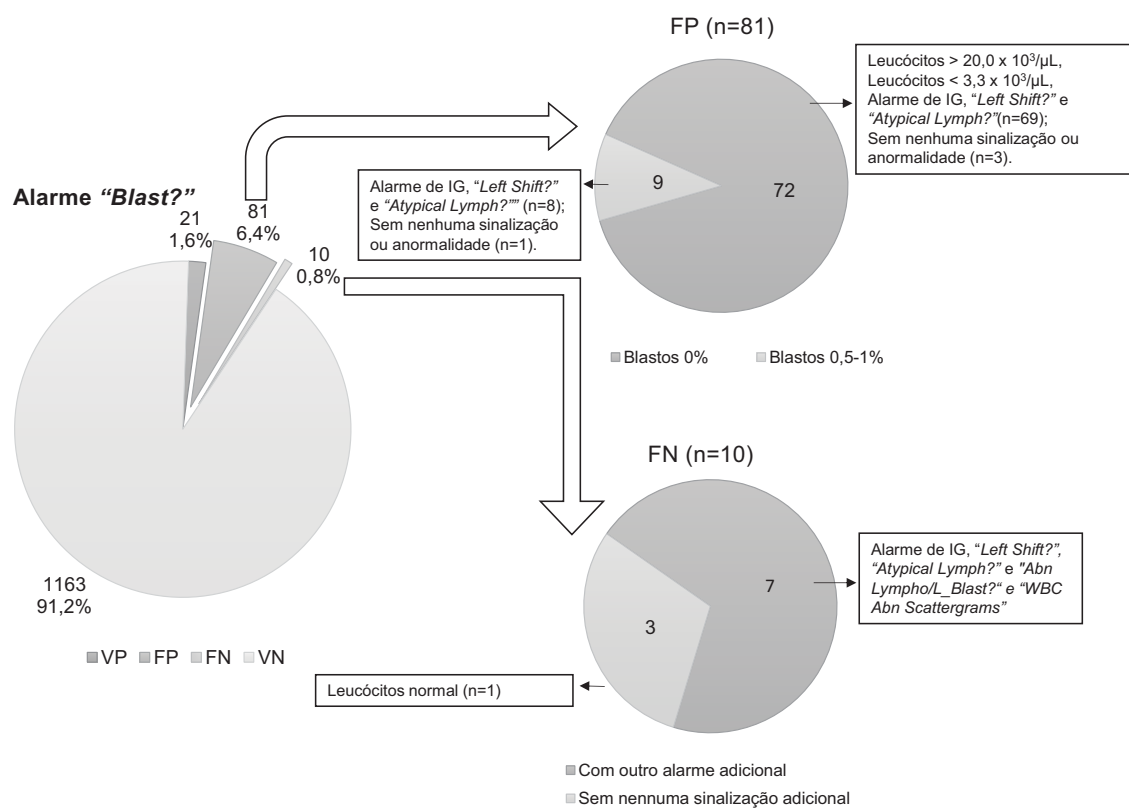 FP (n=81)
Leucócitos > 20,0 x 10³/µL,
Leucócitos < 3,3 x 10³/µL,
Alarme de IG, “Left Shift?” e
“Atypical Lymph?”(n=69);
Sem nenhuma sinalização ou
anormalidade (n=3).
Alarme de IG, “Left Shift?”
e “Atypical Lymph?”” (n=8);
Sem nenhuma sinalização
ou anormalidade (n=1).
9
72
Blastos 0%
Blastos 0,5-1%
Alarme “Blast?”
21
1,6%
81
6,4%
10
0,8%
1163
91,2%
VP
FP
FN
VN
FN (n=10)
7
3
Alarme de IG, “Left Shift?”,
“Atypical Lymph?” e "Abn
Lympho/L_Blast?“ e “WBC
Abn Scattergrams”
Leucócitos normal (n=1)
Com outro alarme adicional
Sem nennuma sinalização adicional